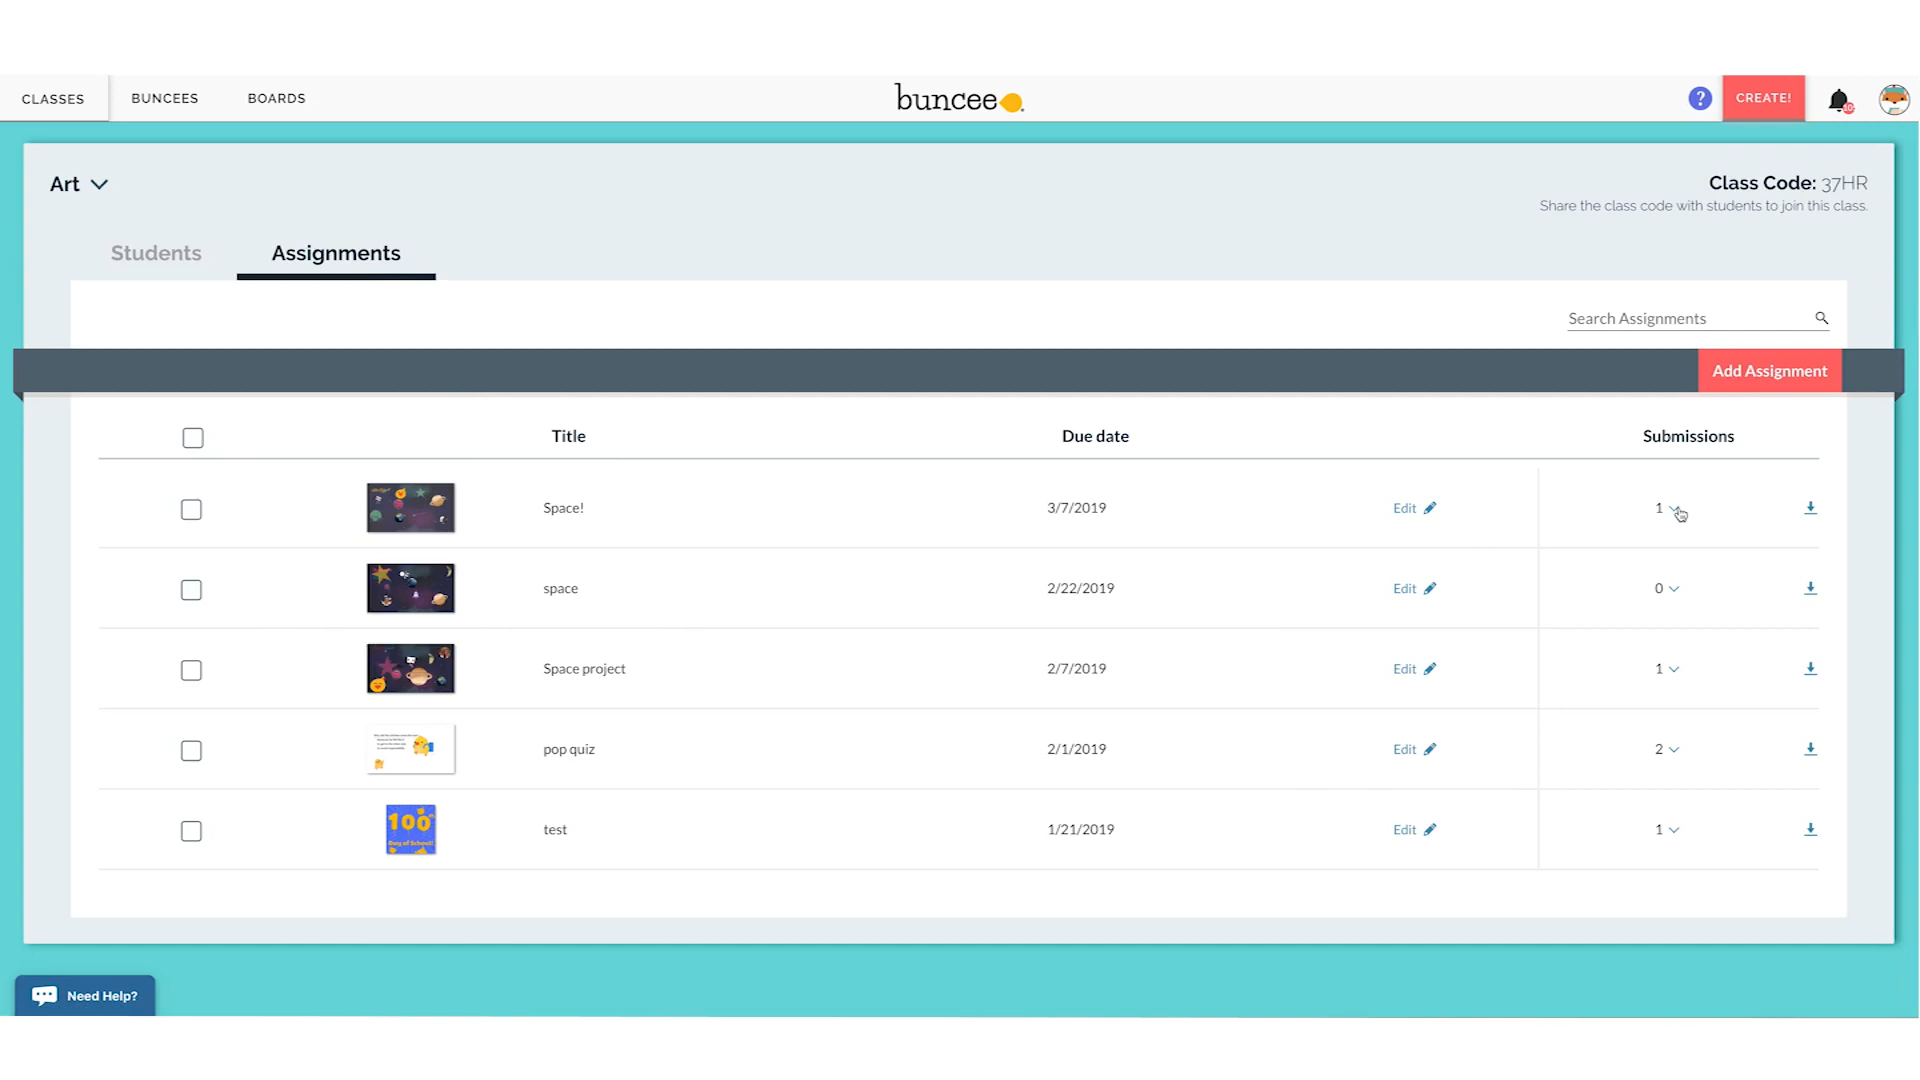 CLASSES BUNCEES BOARDS buncee ? CREATE!
Art
Class Code: 37HR
Share the class code with students to join this class.
Students Assignments
Search Assignments
Add Assignment
Title Due date Submissions
Space! 3/7/2019 Edit 1
space 2/22/2019 Edit 0
Space project 2/7/2019 Edit 1
pop quiz 2/1/2019 Edit 2
100
Days of School!
test 1/21/2019 Edit 1
Need Help?